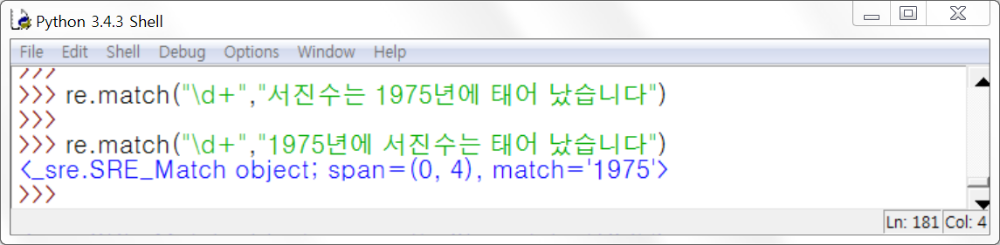 Python 3.4.3 Shell
File Edit Shell Debug Options Window Help
>>>
>>> re.match("\d+","서진수는 1975년에 태어 났습니다")
>>>
>>> re.match("\d+","1975년에 서진수는 태어 났습니다")
<_sre.SRE_Match object; span=(0, 4), match='1975'>
>>>
Ln: 181 Col: 4